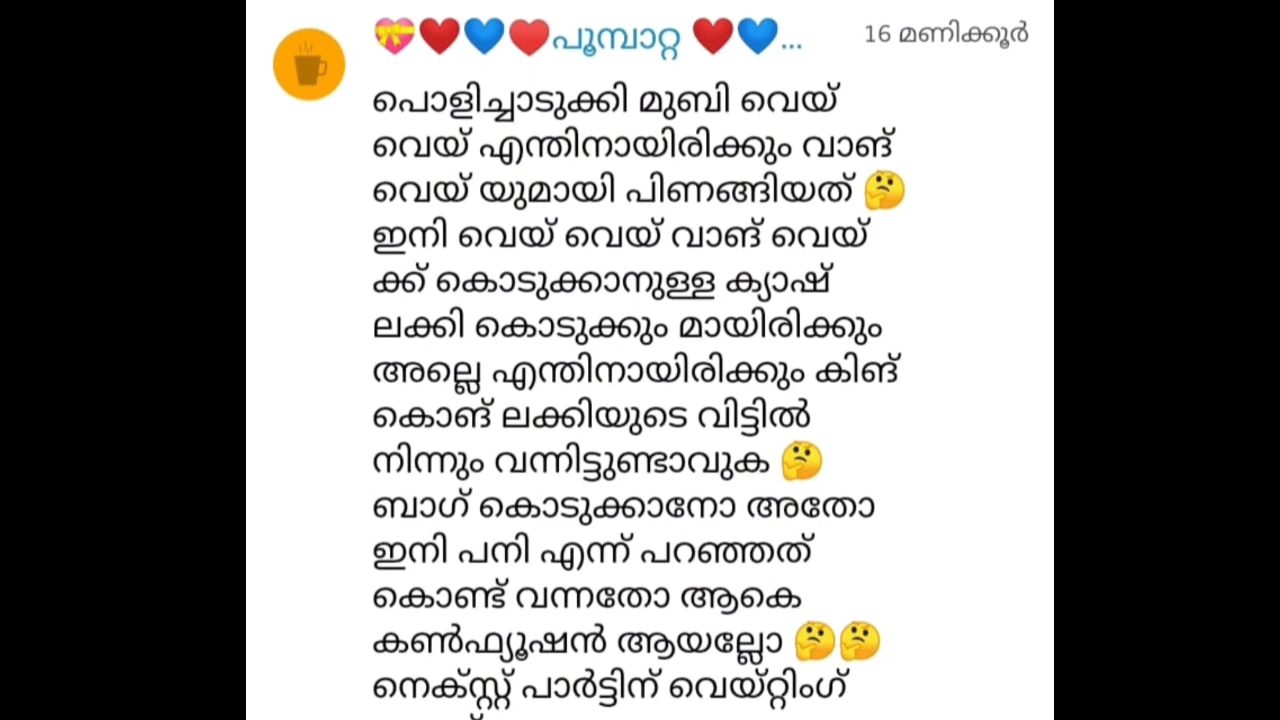 💝❤️💙♥️പൂമ്പാറ്റ ❤️💙... 16 മണിക്കൂർ
പൊളിച്ചാടുക്കി മുബി വെയ്
വെയ് എന്തിനായിരിക്കും വാങ്
വെയ് യുമായി പിണങ്ങിയത് 🤔
ഇനി വെയ് വെയ് വാങ് വെയ്
ക്ക് കൊടുക്കാനുള്ള ക്യാഷ്
ലക്കി കൊടുക്കും മായിരിക്കും
അല്ലെ എന്തിനായിരിക്കും കിങ്
കൊങ് ലക്കിയുടെ വിട്ടിൽ
നിന്നും വന്നിട്ടുണ്ടാവുക 🤔
ബാഗ് കൊടുക്കാനോ അതോ
ഇനി പനി എന്ന് പറഞ്ഞത്
കൊണ്ട് വന്നതോ ആകെ
കൺഫ്യൂഷൻ ആയല്ലോ 🤔🤔
നെക്സ്റ്റ് പാർട്ടിന് വെയ്റ്റിംഗ്